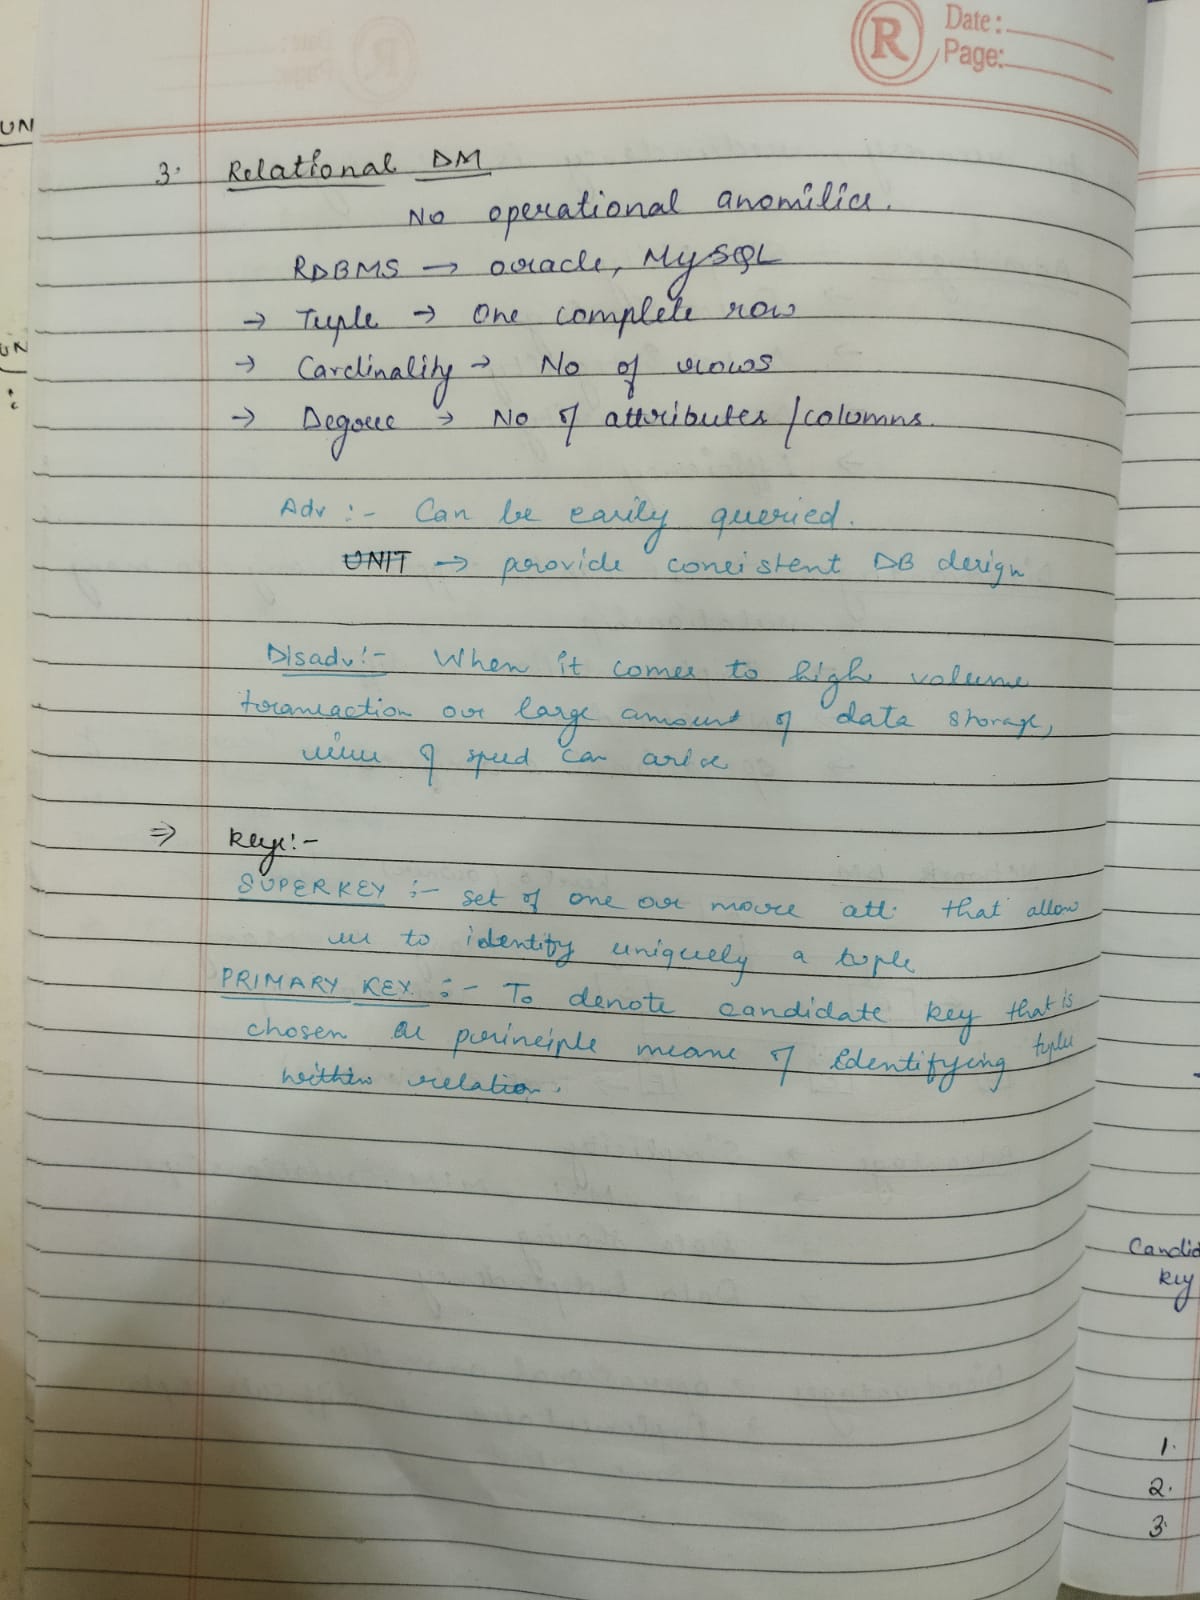 R
Date:
Page:
UN
3. Relational DM
No operational anomilies.
RDBMS → oracle, MySQL
→ Tuple → One complete row
→ Cardinality → No of rows
→ Degree → No of attributes / columns.
Adv :- Can be easily queried.
UNIT → provide consistent DB design
Disadv:- When it comes to high volume
transaction or large amount of data storage,
issues of speed can arise
⇒ Keys:-
SUPERKEY :- set of one or more att. that allow
us to identify uniquely a tuple
PRIMARY KEY :- To denote candidate key that is
chosen as principle means of Identifying tuples
within relation.
Candid
key
1.
2.
3.